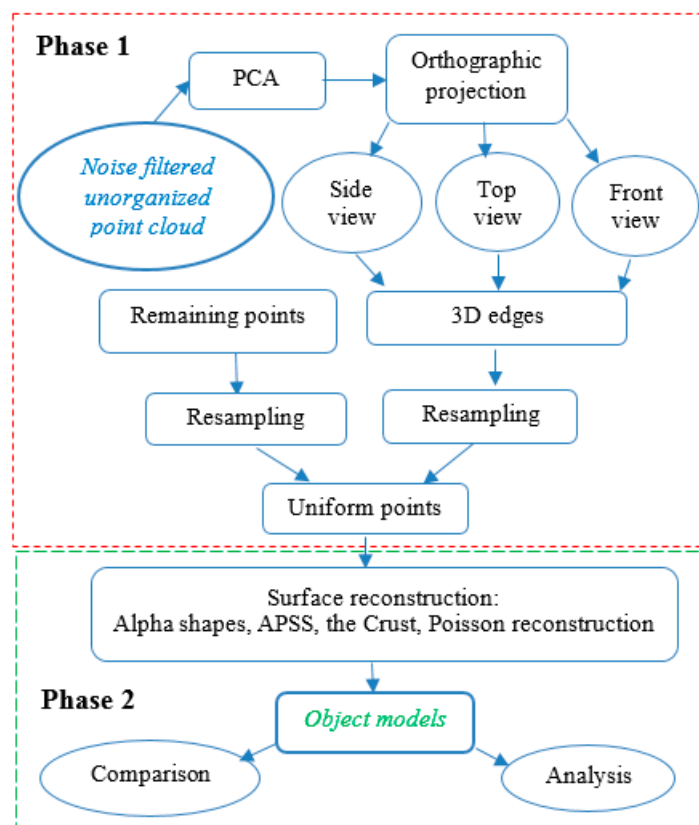 Phase 1
PCA
Orthographic
projection
Noise filtered
unorganized
point cloud
Side
view
Top
view
Front
view
Remaining points
3D edges
Resampling
Resampling
Uniform points
Surface reconstruction:
Alpha shapes, APSS, the Crust, Poisson reconstruction
Phase 2
Object models
Comparison
Analysis